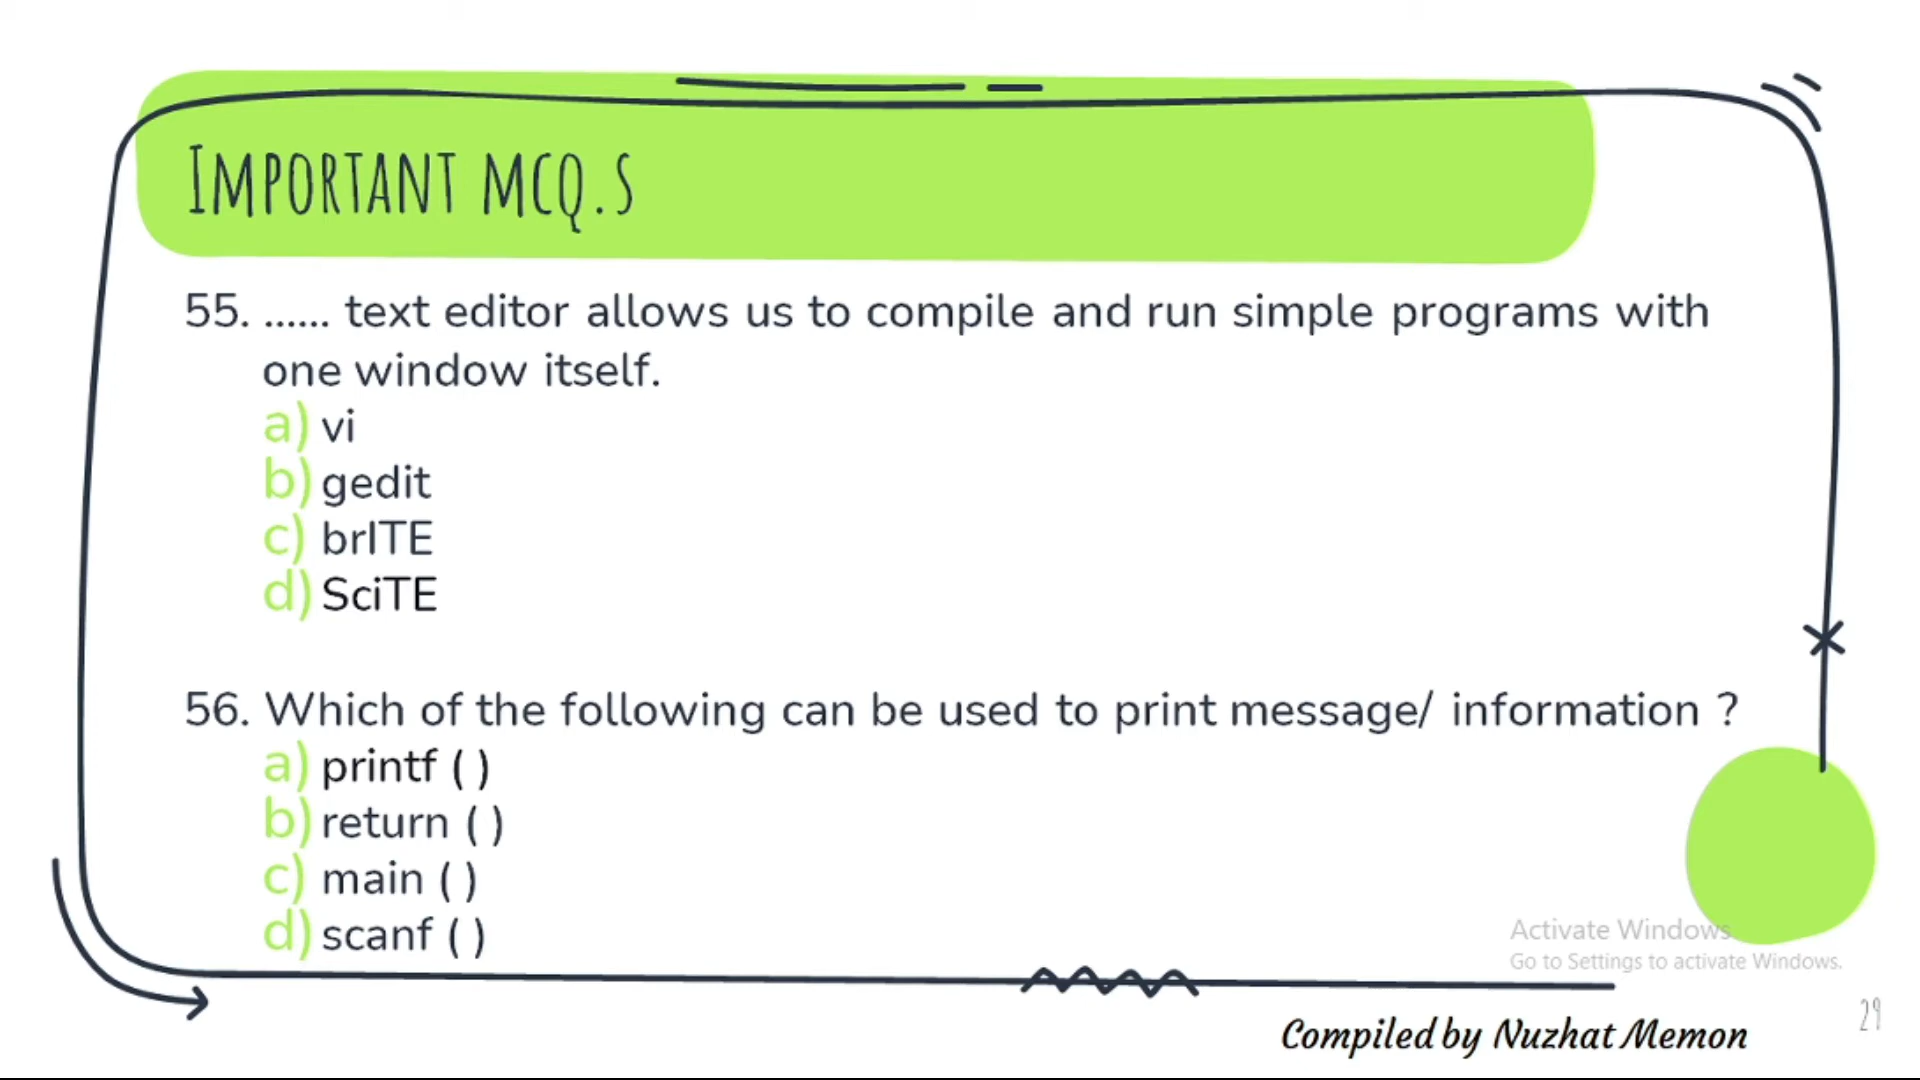 Important mcq.s
55. ...... text editor allows us to compile and run simple programs with
one window itself.
a) vi
b) gedit
c) brITE
d) SciTE
56. Which of the following can be used to print message/ information ?
a) printf ( )
b) return ( )
c) main ( )
d) scanf ( )
Activate Windows
Go to Settings to activate Windows.
29
Compiled by Nuzhat Memon